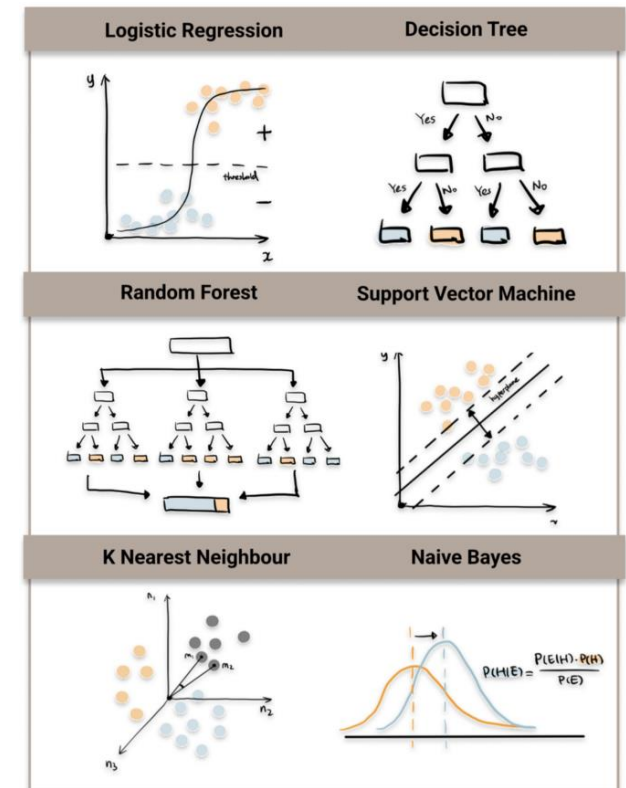 Logistic Regression
Decision Tree
y
+
threshold
-
x
Yes
No
Yes
No
Yes
No
Random Forest
Support Vector Machine
y
hyperplane
x
K Nearest Neighbour
Naive Bayes
n1
m1
m2
n2
n3
P(H|E) = P(E|H) · P(H) / P(E)